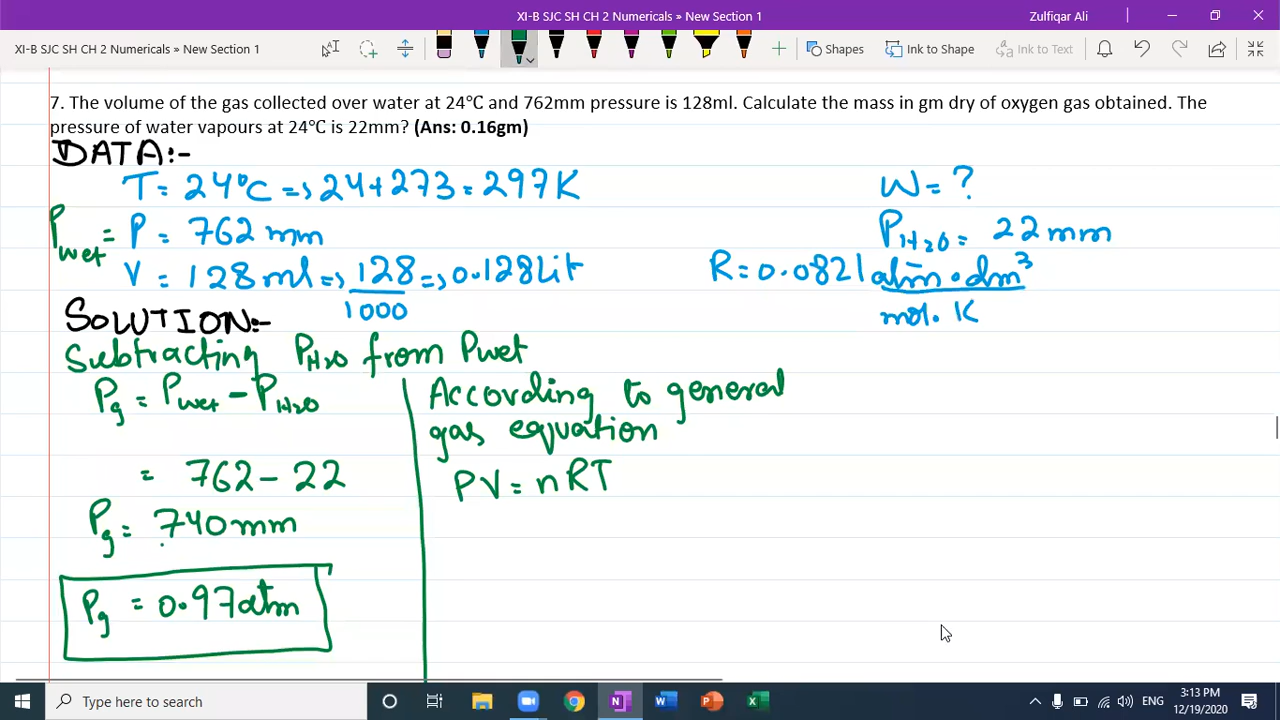 XI-B SJC SH CH 2 Numericals » New Section 1
Zulfiqar Ali
XI-B SJC SH CH 2 Numericals » New Section 1
Shapes
Ink to Shape
Ink to Text
7. The volume of the gas collected over water at 24°C and 762mm pressure is 128ml. Calculate the mass in gm dry of oxygen gas obtained. The
pressure of water vapours at 24°C is 22mm? (Ans: 0.16gm)
DATA:-
T = 24°C => 24+273 = 297K
W = ?
Pwet = P = 762 mm
PH2O = 22mm
V = 128 ml => 128/1000 => 0.128 Lit
R = 0.0821 atm · dm³ / mol. K
SOLUTION:-
Subtracting PH2O from Pwet
Pg = Pwet - PH2O
= 762 - 22
Pg = 740mm
Pg = 0.97atm
According to general
gas equation
PV = nRT
Type here to search
ENG
3:13 PM
12/19/2020